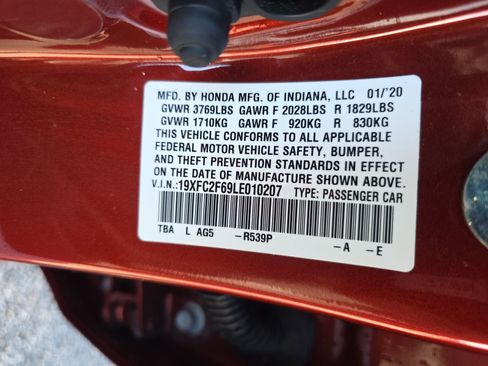 MFD. BY HONDA MFG. OF INDIANA, LLC 01/'20
GVWR 3769LBS GAWR F 2028LBS R 1829LBS
GVWR 1710KG GAWR F 920KG R 830KG
THIS VEHICLE CONFORMS TO ALL APPLICABLE
FEDERAL MOTOR VEHICLE SAFETY, BUMPER,
AND THEFT PREVENTION STANDARDS IN EFFECT
ON THE DATE OF MANUFACTURE SHOWN ABOVE.
V.I.N.:19XFC2F69LE010207 TYPE: PASSENGER CAR
TBA L AG5 -R539P -A -E